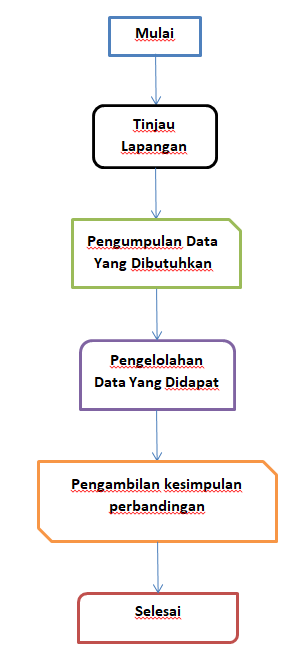 Mulai
Tinjau
Lapangan
Pengumpulan Data
Yang Dibutuhkan
Pengelolahan
Data Yang Didapat
Pengambilan kesimpulan
perbandingan
Selesai